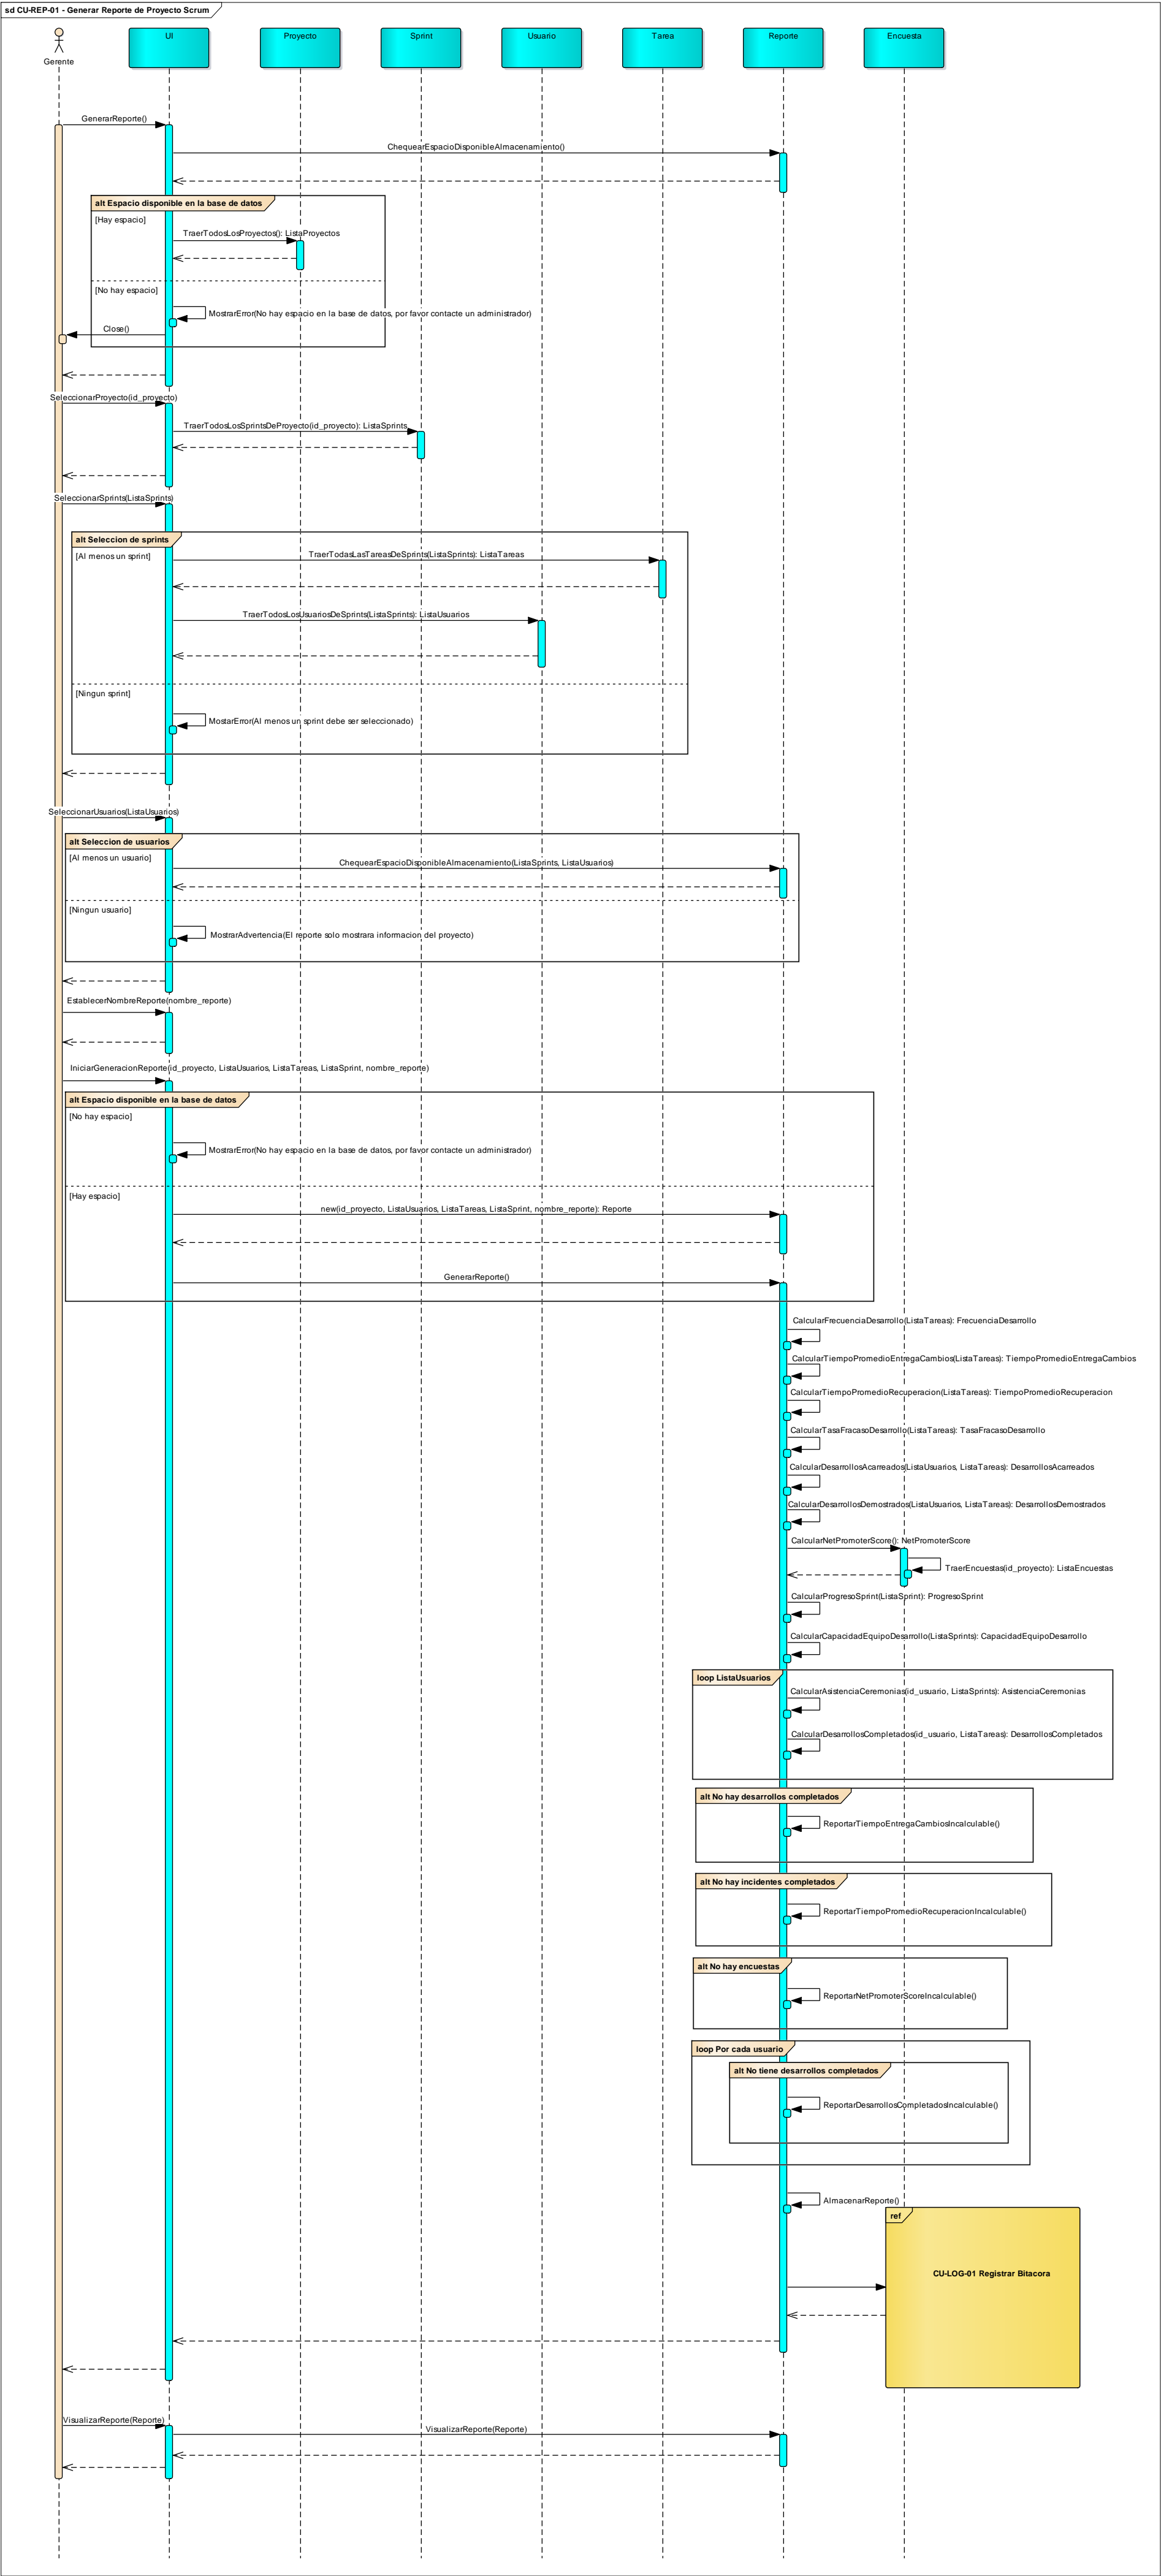 sd CU-REP-01 - Generar Reporte de Proyecto Scrum
Gerente
UI
Proyecto
Sprint
Usuario
Tarea
Reporte
Encuesta
GenerarReporte()
ChequearEspacioDisponibleAlmacenamiento()
alt Espacio disponible en la base de datos
[Hay espacio]
TraerTodosLosProyectos(): ListaProyectos
[No hay espacio]
MostrarError(No hay espacio en la base de datos, por favor contacte un administrador)
Close()
SeleccionarProyecto(id_proyecto)
TraerTodosLosSprintsDeProyecto(id_proyecto): ListaSprints
SeleccionarSprints(ListaSprints)
alt Seleccion de sprints
[Al menos un sprint]
TraerTodasLasTareasDeSprints(ListaSprints): ListaTareas
TraerTodosLosUsuariosDeSprints(ListaSprints): ListaUsuarios
[Ningun sprint]
MostarError(Al menos un sprint debe ser seleccionado)
SeleccionarUsuarios(ListaUsuarios)
alt Seleccion de usuarios
[Al menos un usuario]
ChequearEspacioDisponibleAlmacenamiento(ListaSprints, ListaUsuarios)
[Ningun usuario]
MostrarAdvertencia(El reporte solo mostrara informacion del proyecto)
EstablecerNombreReporte(nombre_reporte)
IniciarGeneracionReporte(id_proyecto, ListaUsuarios, ListaTareas, ListaSprint, nombre_reporte)
alt Espacio disponible en la base de datos
[No hay espacio]
MostrarError(No hay espacio en la base de datos, por favor contacte un administrador)
[Hay espacio]
new(id_proyecto, ListaUsuarios, ListaTareas, ListaSprint, nombre_reporte): Reporte
GenerarReporte()
CalcularFrecuenciaDesarrollo(ListaTareas): FrecuenciaDesarrollo
CalcularTiempoPromedioEntregaCambios(ListaTareas): TiempoPromedioEntregaCambios
CalcularTiempoPromedioRecuperacion(ListaTareas): TiempoPromedioRecuperacion
CalcularTasaFracasoDesarrollo(ListaTareas): TasaFracasoDesarrollo
CalcularDesarrollosAcarreados(ListaUsuarios, ListaTareas): DesarrollosAcarreados
CalcularDesarrollosDemostrados(ListaUsuarios, ListaTareas): DesarrollosDemostrados
CalcularNetPromoterScore(): NetPromoterScore
TraerEncuestas(id_proyecto): ListaEncuestas
CalcularProgresoSprint(ListaSprint): ProgresoSprint
CalcularCapacidadEquipoDesarrollo(ListaSprints): CapacidadEquipoDesarrollo
loop ListaUsuarios
CalcularAsistenciaCeremonias(id_usuario, ListaSprints): AsistenciaCeremonias
CalcularDesarrollosCompletados(id_usuario, ListaTareas): DesarrollosCompletados
alt No hay desarrollos completados
ReportarTiempoEntregaCambiosIncalculable()
alt No hay incidentes completados
ReportarTiempoPromedioRecuperacionIncalculable()
alt No hay encuestas
ReportarNetPromoterScoreIncalculable()
loop Por cada usuario
alt No tiene desarrollos completados
ReportarDesarrollosCompletadosIncalculable()
AlmacenarReporte()
ref
CU-LOG-01 Registrar Bitacora
VisualizarReporte(Reporte)
VisualizarReporte(Reporte)